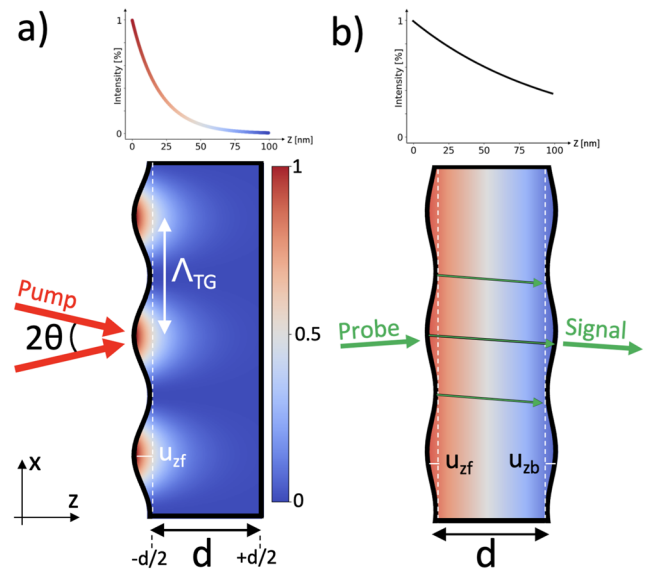 a)
Intensity [%]
1
0
0
25
50
75
100
Z [nm]
b)
Intensity [%]
1
0
0
25
50
75
100
Z [nm]
Pump
2θ
ΛTG
uzf
1
0.5
0
x
z
-d/2
d
+d/2
Probe
Signal
uzf
uzb
d